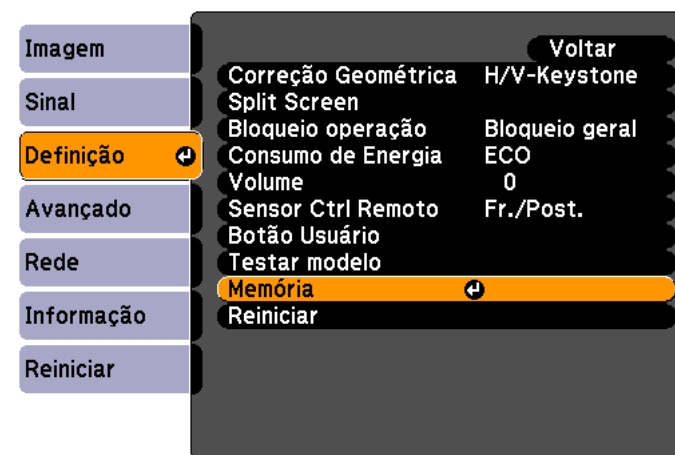 Imagem
Sinal
Definição
Avançado
Rede
Informação
Reiniciar
Voltar
Correção Geométrica H/V-Keystone
Split Screen
Bloqueio operação Bloqueio geral
Consumo de Energia ECO
Volume 0
Sensor Ctrl Remoto Fr./Post.
Botão Usuário
Testar modelo
Memória
Reiniciar